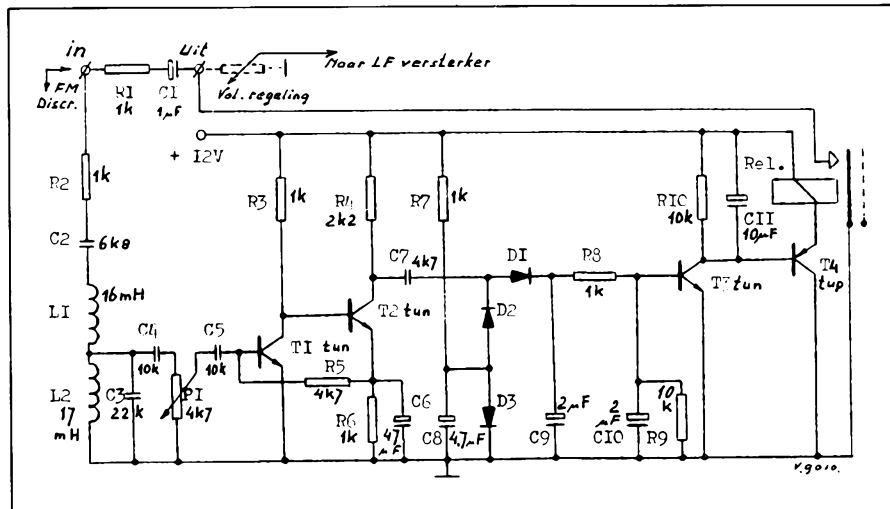 in
uit
Naar LF versterker
FM
Discr.
R1
1k
C1
1µF
Vol. regeling
+ 12V
R2
1k
R3
1k
R4
2k2
R7
1k
R10
10k
C11
10µF
Rel.
C2
6k8
C7
4k7
D1
R8
1k
T3 tun
T4
tup
L1
16mH
T2 tun
D2
C4
10k
C5
10k
T1 tun
R5
4k7
L2
17
mH
C3
22k
P1
4k7
R6
1k
C6
47
µF
C8
4,7µF
D3
2µF
C9
2
µF
C10
10
k
R9